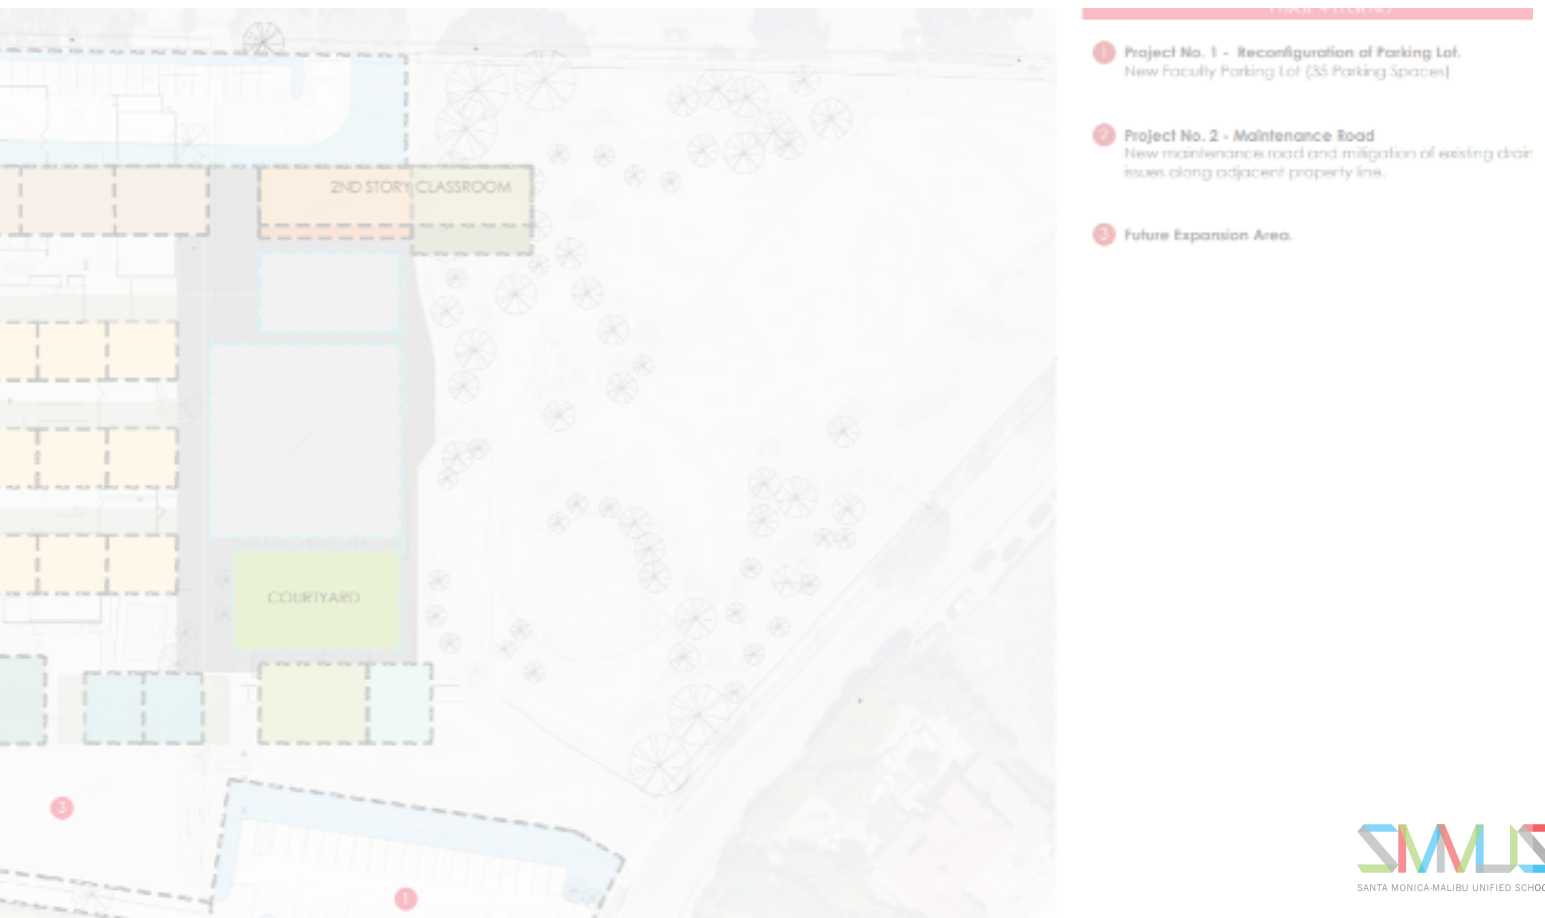 1 Project No. 1 - Reconfiguration of Parking Lot.
New Faculty Parking Lot (35 Parking Spaces)
2 Project No. 2 - Maintenance Road
New maintenance road and mitigation of existing drain
issues along adjacent property line.
3 Future Expansion Area.
2ND STORY CLASSROOM
COURTYARD
3
1
SMMUS
SANTA MONICA-MALIBU UNIFIED SCHOO